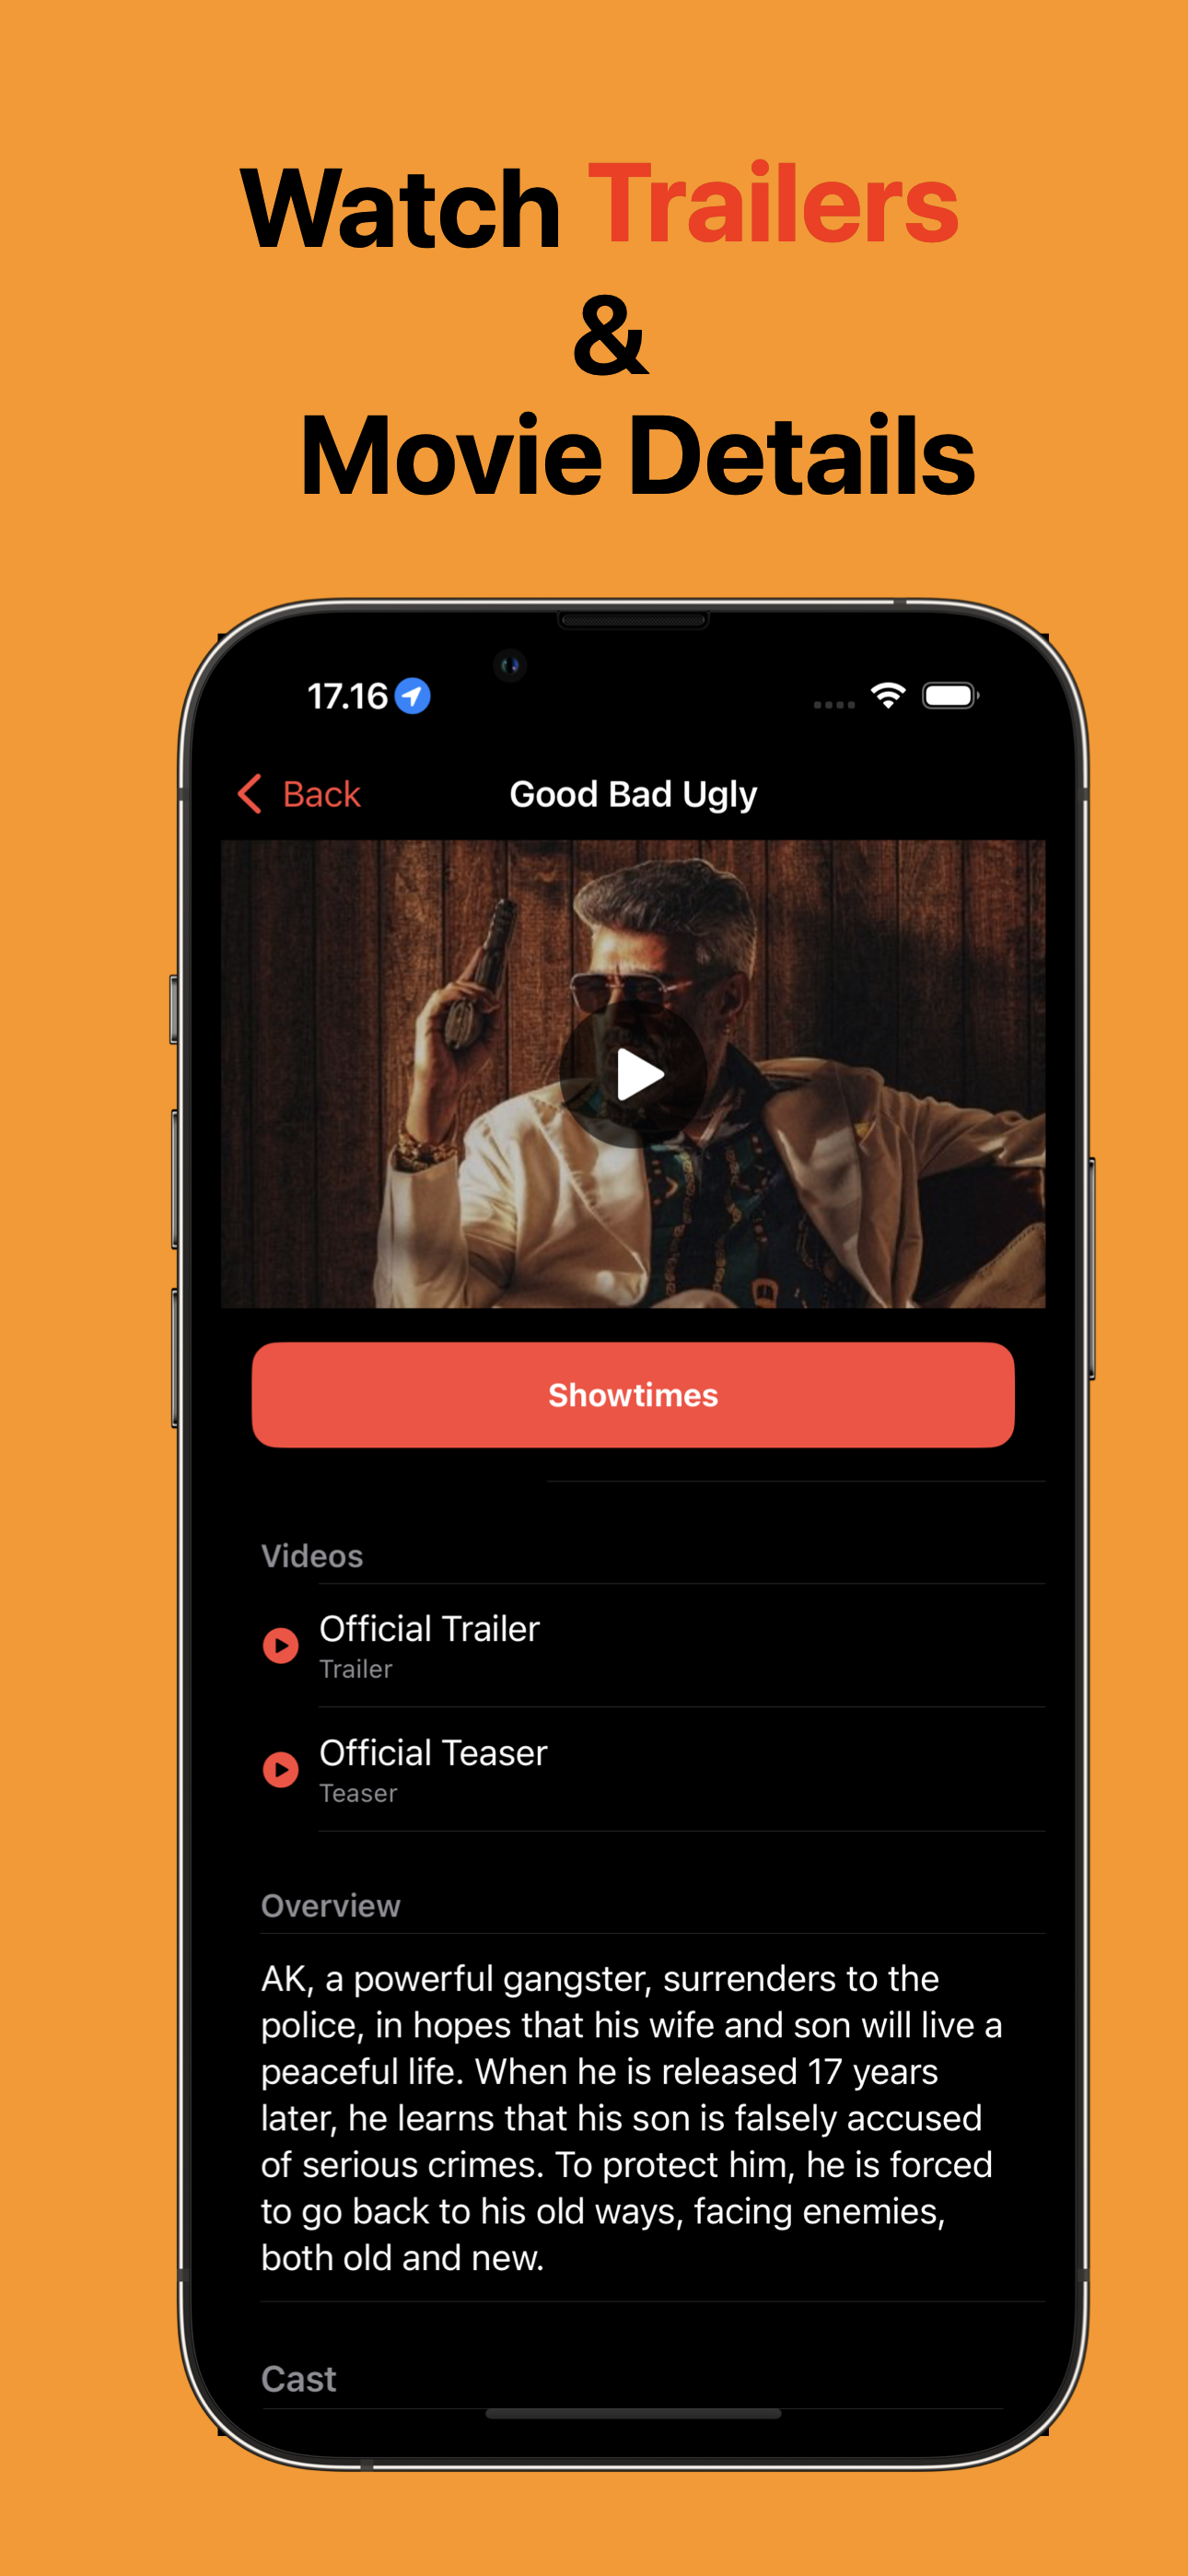 Watch Trailers
&
Movie Details
17.16
Back
Good Bad Ugly
Showtimes
Videos
Official Trailer
Trailer
Official Teaser
Teaser
Overview
AK, a powerful gangster, surrenders to the
police, in hopes that his wife and son will live a
peaceful life. When he is released 17 years
later, he learns that his son is falsely accused
of serious crimes. To protect him, he is forced
to go back to his old ways, facing enemies,
both old and new.
Cast